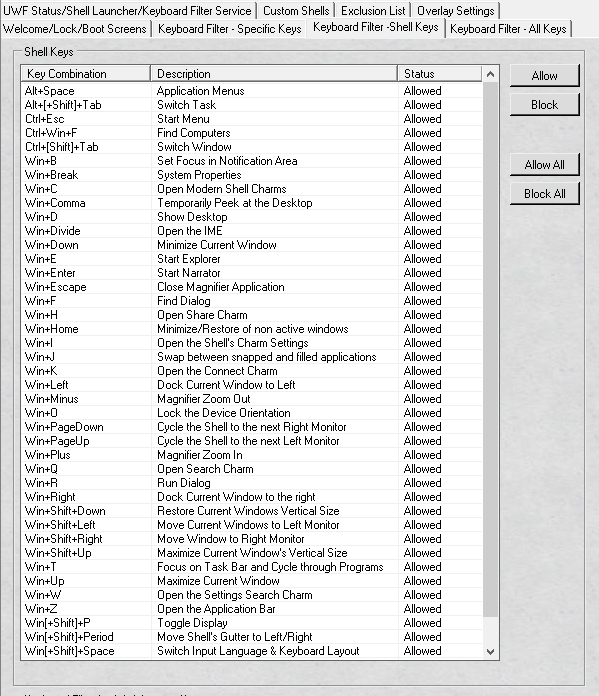 UWF Status/Shell Launcher/Keyboard Filter Service Custom Shells Exclusion List Overlay Settings
Welcome/Lock/Boot Screens Keyboard Filter - Specific Keys Keyboard Filter -Shell Keys Keyboard Filter - All Keys
Shell Keys
Key Combination Description Status
Alt+Space Application Menus Allowed
Alt+[+Shift]+Tab Switch Task Allowed
Ctrl+Esc Start Menu Allowed
Ctrl+Win+F Find Computers Allowed
Ctrl+[Shift]+Tab Switch Window Allowed
Win+B Set Focus in Notification Area Allowed
Win+Break System Properties Allowed
Win+C Open Modern Shell Charms Allowed
Win+Comma Temporarily Peek at the Desktop Allowed
Win+D Show Desktop Allowed
Win+Divide Open the IME Allowed
Win+Down Minimize Current Window Allowed
Win+E Start Explorer Allowed
Win+Enter Start Narrator Allowed
Win+Escape Close Magnifier Application Allowed
Win+F Find Dialog Allowed
Win+H Open Share Charm Allowed
Win+Home Minimize/Restore of non active windows Allowed
Win+I Open the Shell's Charm Settings Allowed
Win+J Swap between snapped and filled applications Allowed
Win+K Open the Connect Charm Allowed
Win+Left Dock Current Window to Left Allowed
Win+Minus Magnifier Zoom Out Allowed
Win+O Lock the Device Orientation Allowed
Win+PageDown Cycle the Shell to the next Right Monitor Allowed
Win+PageUp Cycle the Shell to the next Left Monitor Allowed
Win+Plus Magnifier Zoom In Allowed
Win+Q Open Search Charm Allowed
Win+R Run Dialog Allowed
Win+Right Dock Current Window to the right Allowed
Win+Shift+Down Restore Current Windows Vertical Size Allowed
Win+Shift+Left Move Current Windows to Left Monitor Allowed
Win+Shift+Right Move Window to Right Monitor Allowed
Win+Shift+Up Maximize Current Window's Vertical Size Allowed
Win+T Focus on Task Bar and Cycle through Programs Allowed
Win+Up Maximize Current Window Allowed
Win+W Open the Settings Search Charm Allowed
Win+Z Open the Application Bar Allowed
Win[+Shift]+P Toggle Display Allowed
Win[+Shift]+Period Move Shell's Gutter to Left/Right Allowed
Win[+Shift]+Space Switch Input Language & Keyboard Layout Allowed
Allow
Block
Allow All
Block All